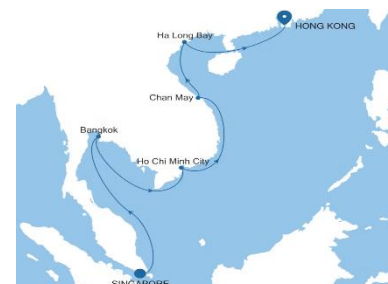 HONG KONG
Ha Long Bay
Chan May
Bangkok
Ho Chi Minh City
SINGAPORE